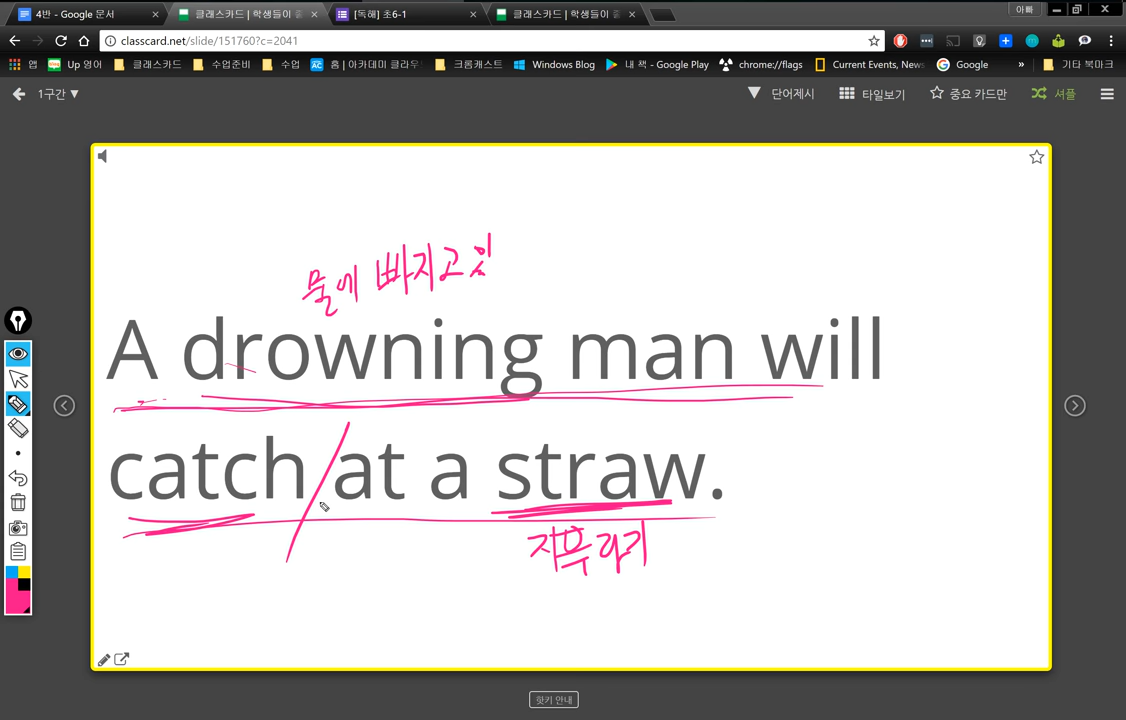 4반 - Google 문서
클래스카드 | 학생들이 좋
[독해] 초6-1
클래스카드 | 학생들이 좋
아빠
classcard.net/slide/151760?c=2041
앱
Up 영어
클래스카드
수업준비
수업
홈 | 아카데미 클라우
크롬캐스트
Windows Blog
내 책 - Google Play
chrome://flags
Current Events, News
Google
»
기타 북마크
1구간 ▼
단어제시
타일보기
중요 카드만
셔플
물에 빠지고 있
A drowning man will
catch/at a straw.
지푸라기
핫키 안내